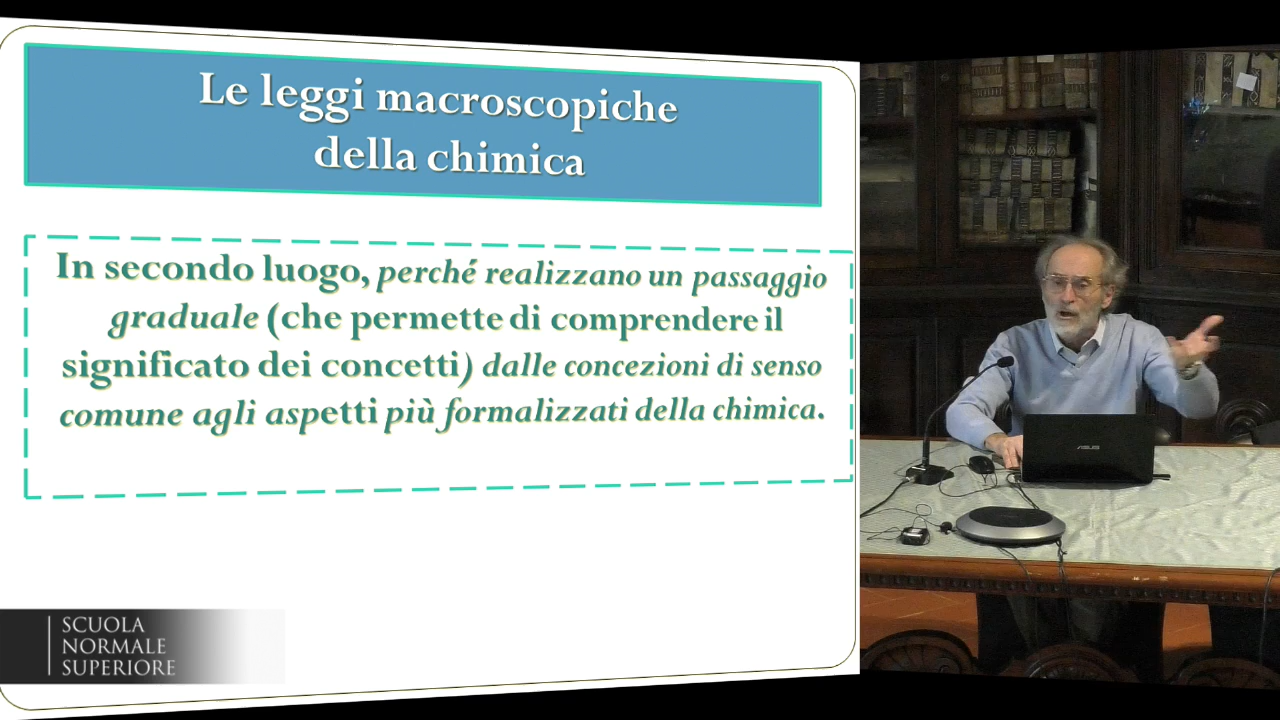 Le leggi macroscopiche
della chimica
In secondo luogo, perché realizzano un passaggio
graduale (che permette di comprendere il
significato dei concetti) dalle concezioni di senso
comune agli aspetti più formalizzati della chimica.
SCUOLA
NORMALE
SUPERIORE
ASUS